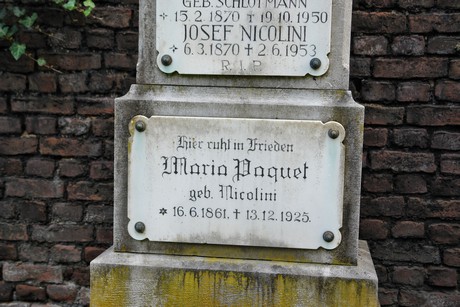 GEB. SCHLÖTMANN
* 15.2.1870 † 19.10.1950
JOSEF NICOLINI
* 6.3.1870 † 2.6.1953
R.I.P.
Hier ruht in Frieden
Maria Paquet
geb. Nicolini
* 16.6.1861. † 13.12.1925.